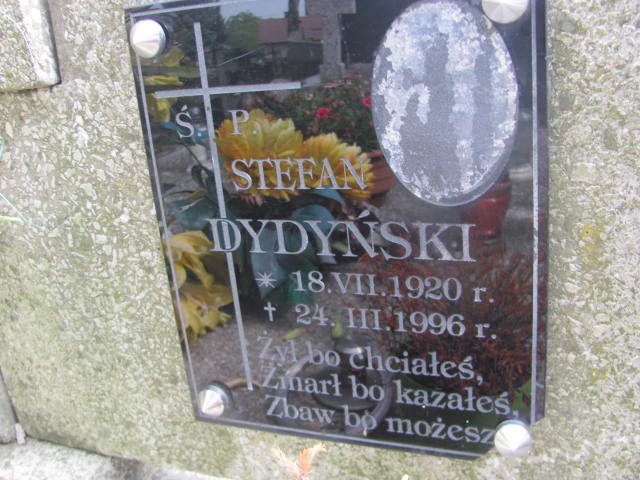 Ś. P.
STEFAN
DYDYŃSKI
* 18.VII.1920 r.
† 24.III.1996 r.
Żył bo chciałeś,
Zmarł bo kazałeś,
Zbaw bo możesz